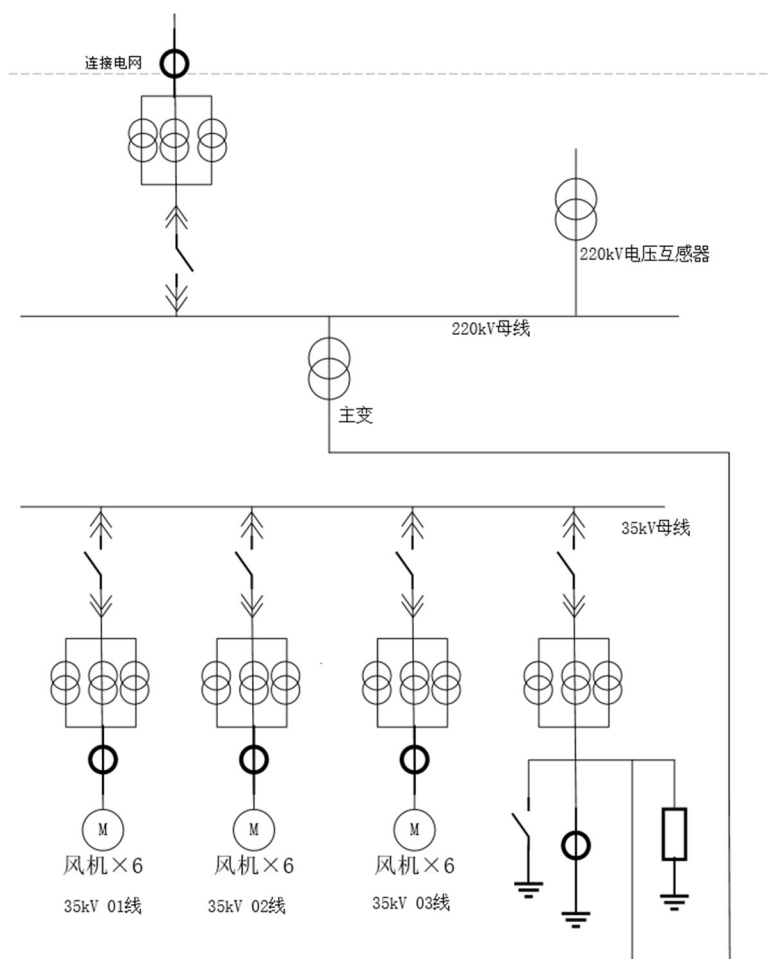 连接电网
220kV电压互感器
220kV母线
主变
35kV母线
M
M
M
风机×6
风机×6
风机×6
35kV 01线
35kV 02线
35kV 03线